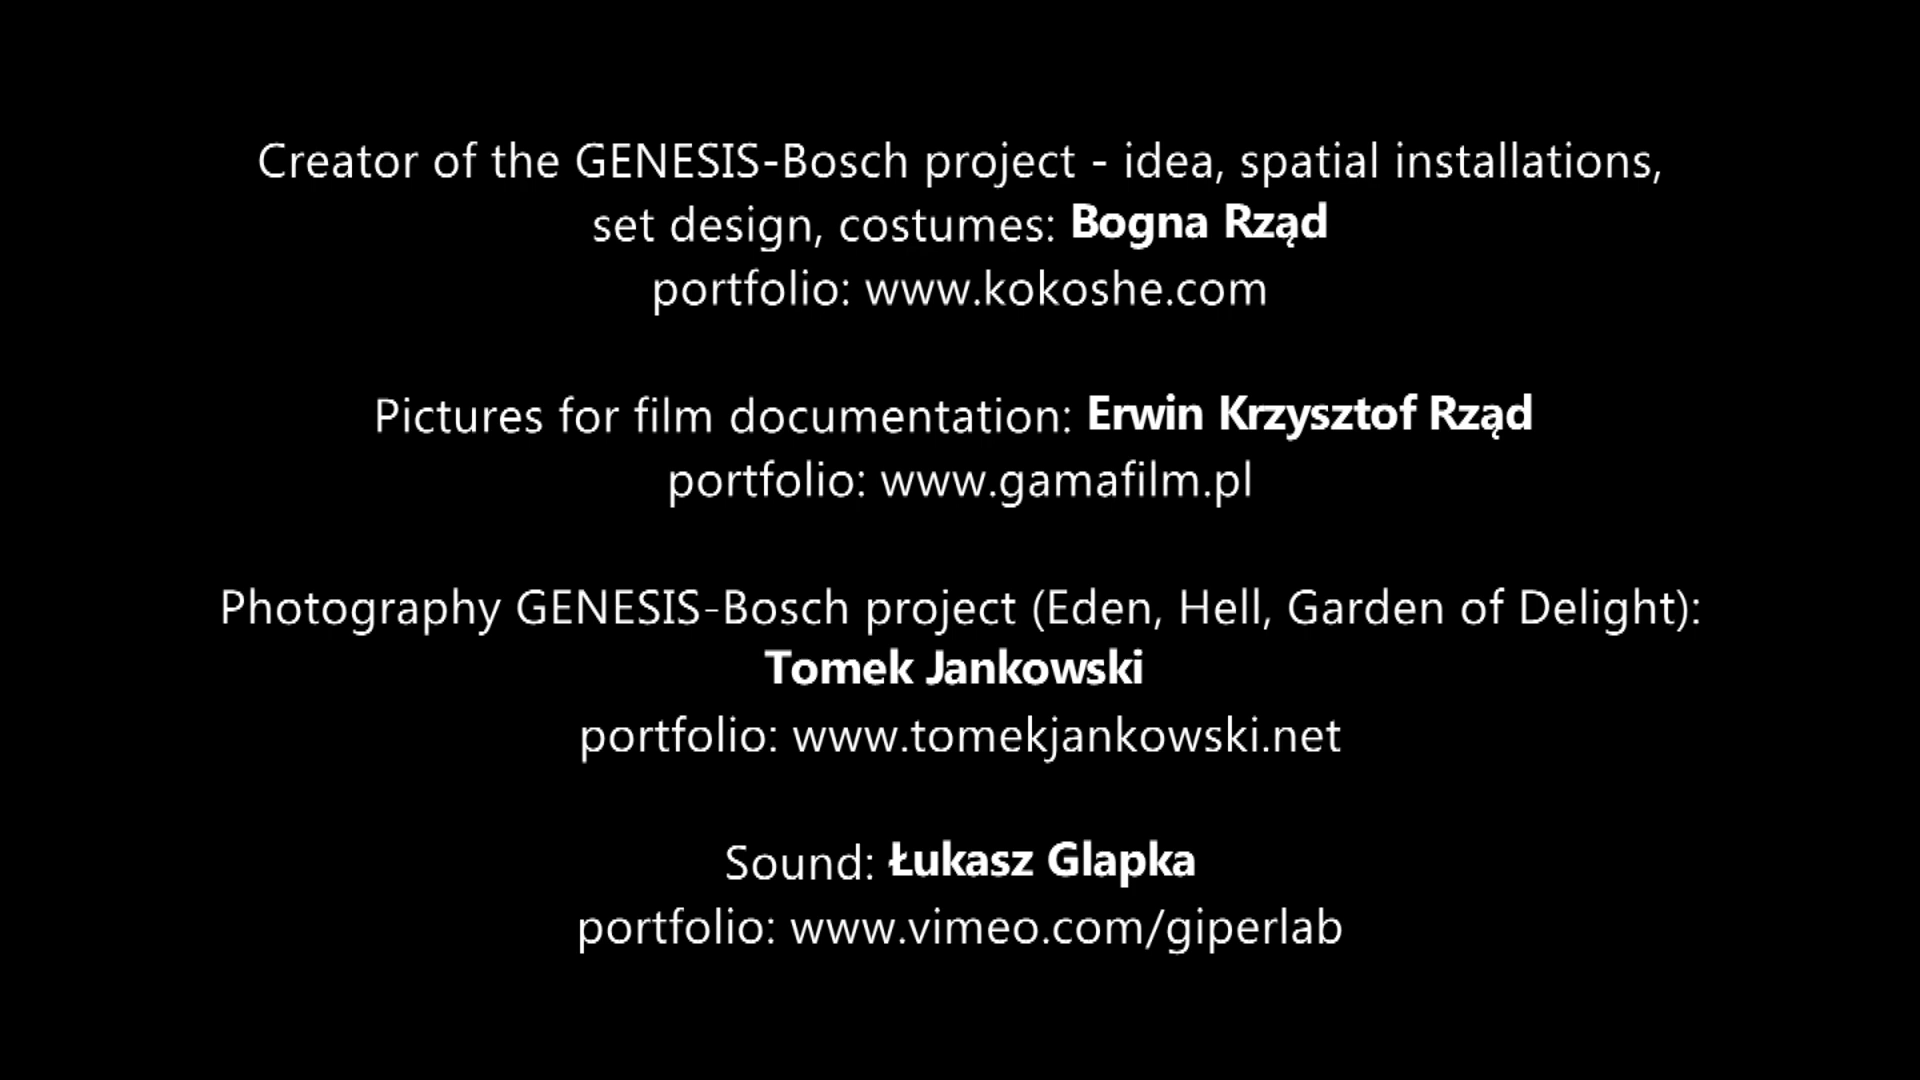 Creator of the GENESIS-Bosch project - idea, spatial installations,
set design, costumes: Bogna Rząd
portfolio: www.kokoshe.com
Pictures for film documentation: Erwin Krzysztof Rząd
portfolio: www.gamafilm.pl
Photography GENESIS-Bosch project (Eden, Hell, Garden of Delight):
Tomek Jankowski
portfolio: www.tomekjankowski.net
Sound: Łukasz Glapka
portfolio: www.vimeo.com/giperlab